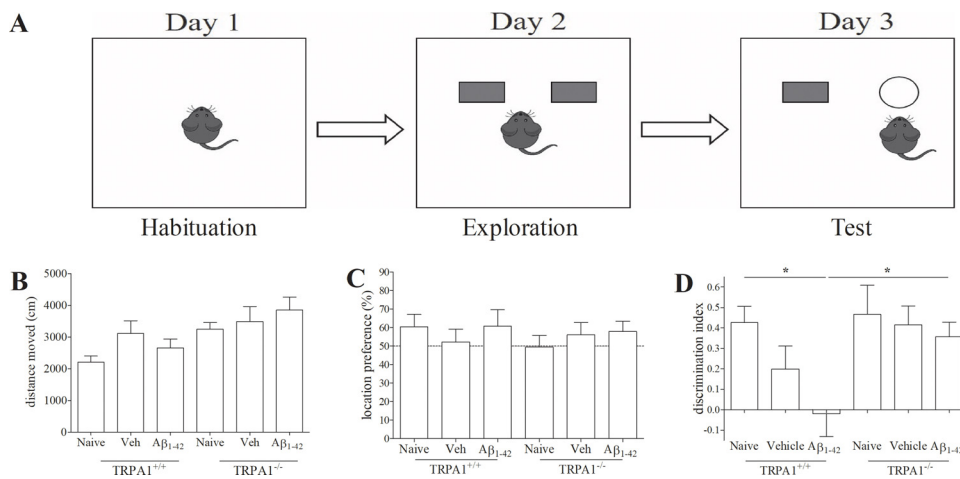 A
Day 1
Day 2
Day 3
Habituation
Exploration
Test
B
distance moved (cm)
5000
4000
3000
2000
1000
0
Naive Veh Aβ1-42 Naive Veh Aβ1-42
TRPA1+/+ TRPA1-/-
C
location preference (%)
90
80
70
60
50
40
30
20
10
0
Naive Veh Aβ1-42 Naive Veh Aβ1-42
TRPA1+/+ TRPA1-/-
D
discrimination index
* *
0.6
0.5
0.4
0.3
0.2
0.1
0.0
-0.1
Naive Vehicle Aβ1-42 Naive Vehicle Aβ1-42
TRPA1+/+ TRPA1-/-